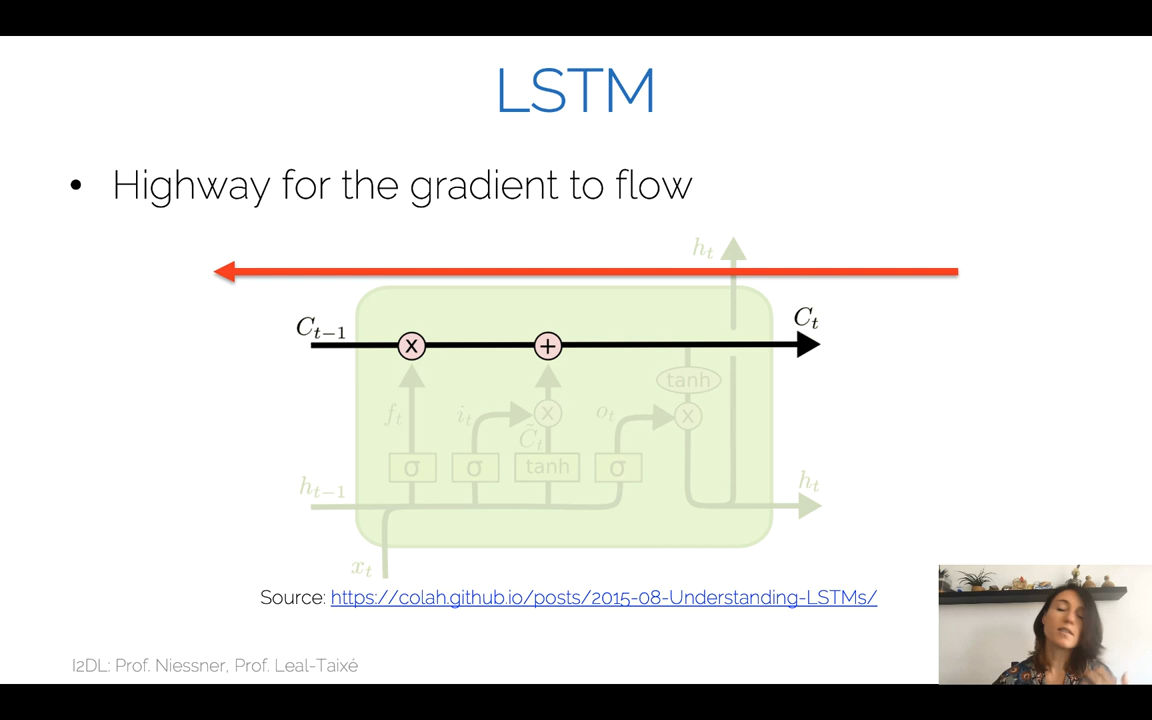 LSTM
• Highway for the gradient to flow
h_t
C_{t−1} C_t
x +
tanh
f_t i_t x o_t x
C̃_t
σ σ tanh σ
h_{t−1} h_t
x_t
Source: https://colah.github.io/posts/2015-08-Understanding-LSTMs/
I2DL: Prof. Niessner, Prof. Leal-Taixé